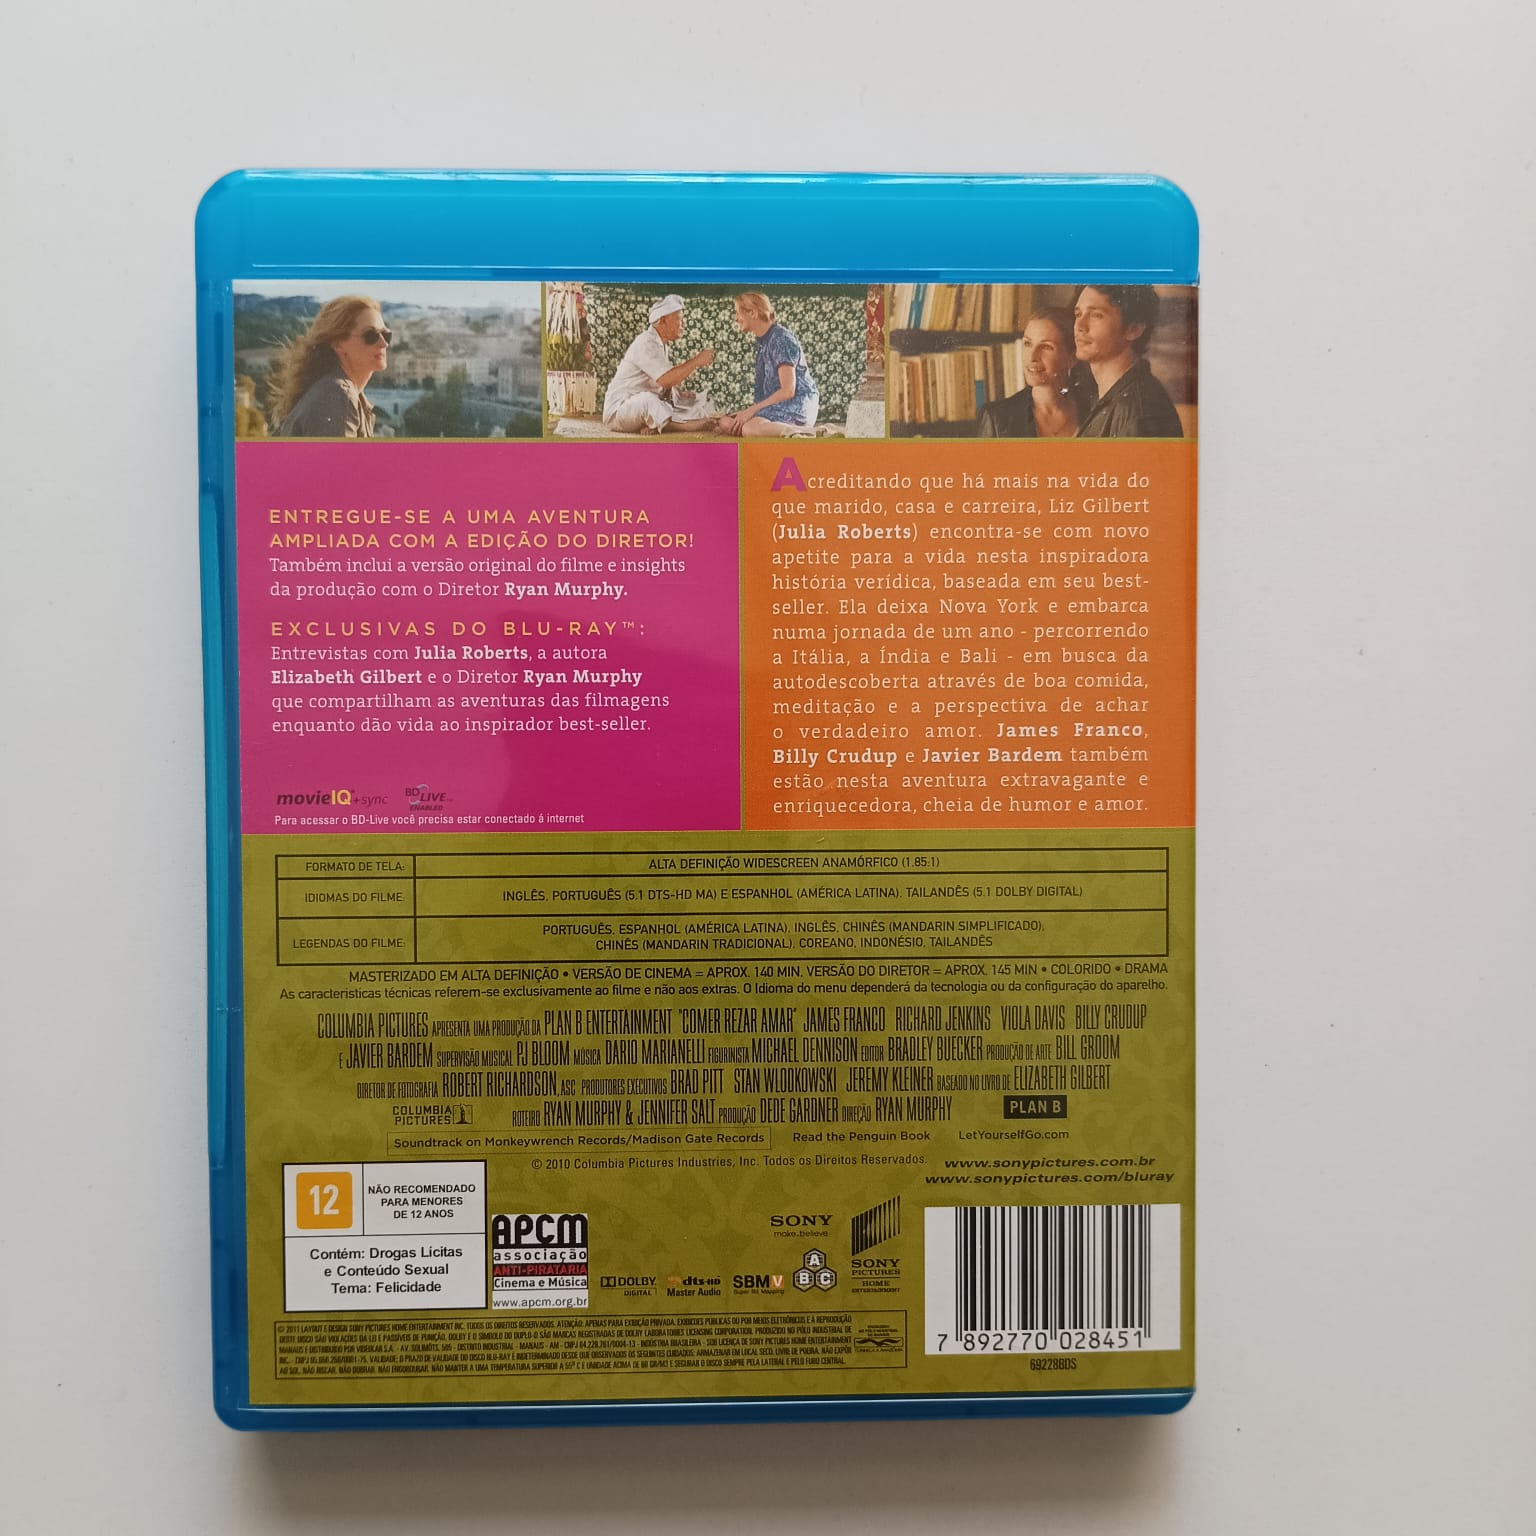 ENTREGUE-SE A UMA AVENTURA
AMPLIADA COM A EDIÇÃO DO DIRETOR!
Também inclui a versão original do filme e insights
da produção com o Diretor Ryan Murphy.
EXCLUSIVAS DO BLU-RAY™:
Entrevistas com Julia Roberts, a autora
Elizabeth Gilbert e o Diretor Ryan Murphy
que compartilham as aventuras das filmagens
enquanto dão vida ao inspirador best-seller.
movieIQ+sync BD LIVE™ ENABLED
Para acessar o BD-Live você precisa estar conectado á internet
Acreditando que há mais na vida do
que marido, casa e carreira, Liz Gilbert
(Julia Roberts) encontra-se com novo
apetite para a vida nesta inspiradora
história verídica, baseada em seu best-
seller. Ela deixa Nova York e embarca
numa jornada de um ano - percorrendo
a Itália, a Índia e Bali - em busca da
autodescoberta através de boa comida,
meditação e a perspectiva de achar
o verdadeiro amor. James Franco,
Billy Crudup e Javier Bardem também
estão nesta aventura extravagante e
enriquecedora, cheia de humor e amor.
FORMATO DE TELA: ALTA DEFINIÇÃO WIDESCREEN ANAMÓRFICO (1.85:1)
IDIOMAS DO FILME: INGLÊS, PORTUGUÊS (5.1 DTS-HD MA) E ESPANHOL (AMÉRICA LATINA), TAILANDÊS (5.1 DOLBY DIGITAL)
LEGENDAS DO FILME: PORTUGUÊS, ESPANHOL (AMÉRICA LATINA), INGLÊS, CHINÊS (MANDARIN SIMPLIFICADO),
CHINÊS (MANDARIN TRADICIONAL), COREANO, INDONÉSIO, TAILANDÊS
MASTERIZADO EM ALTA DEFINIÇÃO • VERSÃO DE CINEMA = APROX. 140 MIN, VERSÃO DO DIRETOR = APROX. 145 MIN • COLORIDO • DRAMA
As caracteristicas técnicas referem-se exclusivamente ao filme e não aos extras. O Idioma do menu dependerá da tecnologia ou da configuração do aparelho.
COLUMBIA PICTURES APRESENTA UMA PRODUÇÃO DA PLAN B ENTERTAINMENT "COMER REZAR AMAR" JAMES FRANCO RICHARD JENKINS VIOLA DAVIS BILLY CRUDUP
E JAVIER BARDEM SUPERVISÃO MUSICAL PJ BLOOM MÚSICA DARIO MARIANELLI FIGURINISTA MICHAEL DENNISON EDITOR BRADLEY BUECKER PRODUÇÃO DE ARTE BILL GROOM
DIRETOR DE FOTOGRAFIA ROBERT RICHARDSON, ASC PRODUTORES EXECUTIVOS BRAD PITT STAN WLODKOWSKI JEREMY KLEINER BASEADO NO LIVRO DE ELIZABETH GILBERT
COLUMBIA PICTURES ROTEIRO RYAN MURPHY & JENNIFER SALT PRODUÇÃO DEDE GARDNER DIREÇÃO RYAN MURPHY PLAN B
Soundtrack on Monkeywrench Records/Madison Gate Records Read the Penguin Book LetYourselfGo.com
© 2010 Columbia Pictures Industries, Inc. Todos os Direitos Reservados.
www.sonypictures.com.br
www.sonypictures.com/bluray
12
NÃO RECOMENDADO
PARA MENORES
DE 12 ANOS
Contém: Drogas Lícitas
e Conteúdo Sexual
Tema: Felicidade
APCM
associação
ANTI-PIRATARIA
Cinema e Música
www.apcm.org.br
DOLBY DIGITAL
dts-HD Master Audio
SBMV
Super Bit Mapping
ABC
SONY
make.believe
SONY
PICTURES
HOME
ENTERTAINMENT
7 892770 028451
69228BDS